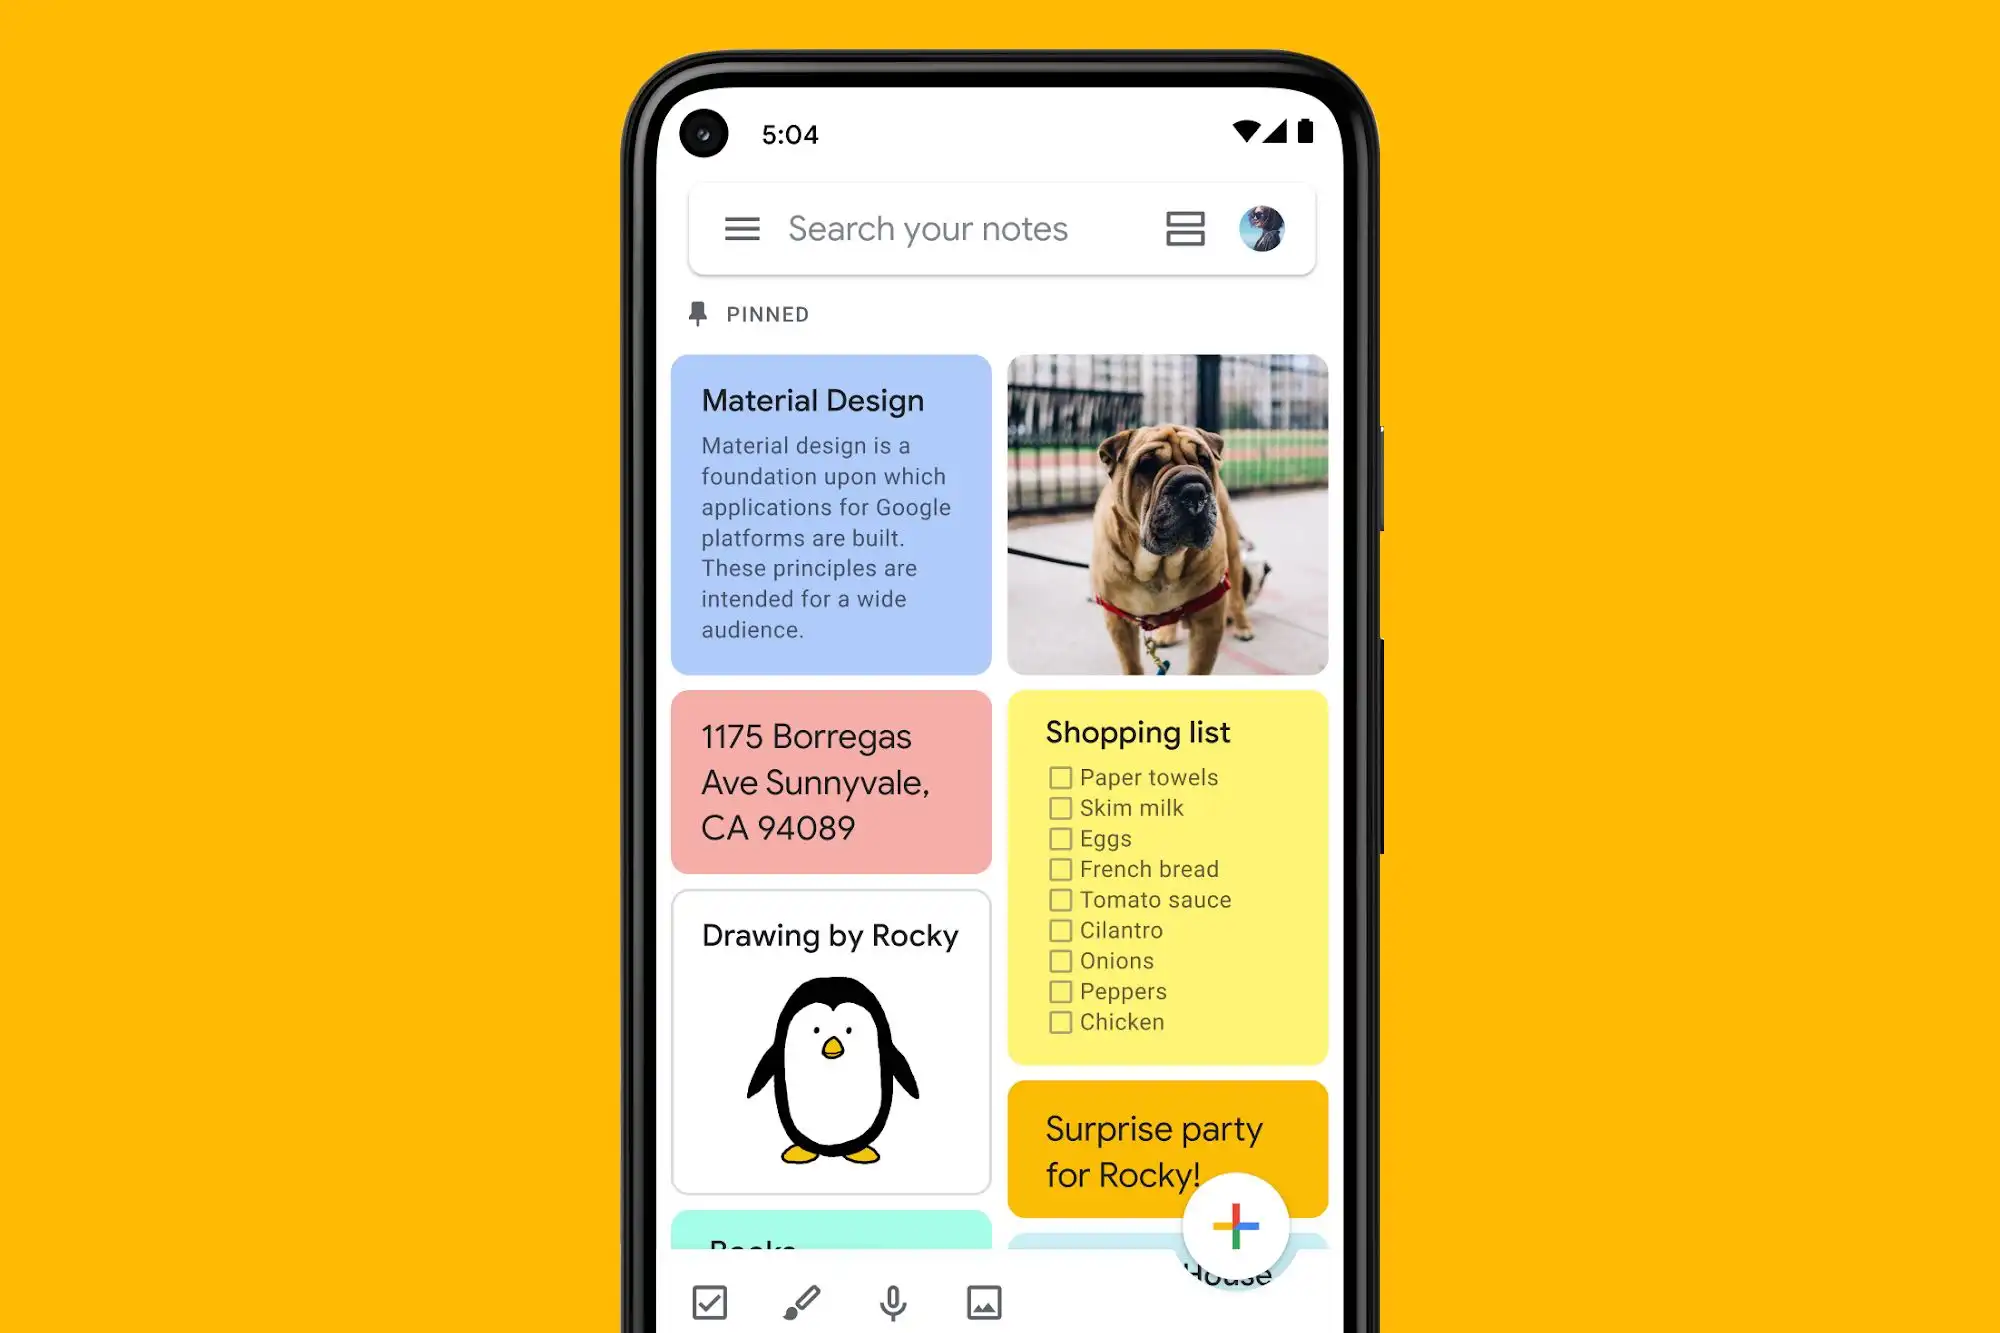 5:04
Search your notes
PINNED
Material Design
Material design is a
foundation upon which
applications for Google
platforms are built.
These principles are
intended for a wide
audience.
1175 Borregas
Ave Sunnyvale,
CA 94089
Drawing by Rocky
Shopping list
Paper towels
Skim milk
Eggs
French bread
Tomato sauce
Cilantro
Onions
Peppers
Chicken
Surprise party
for Rocky!
House